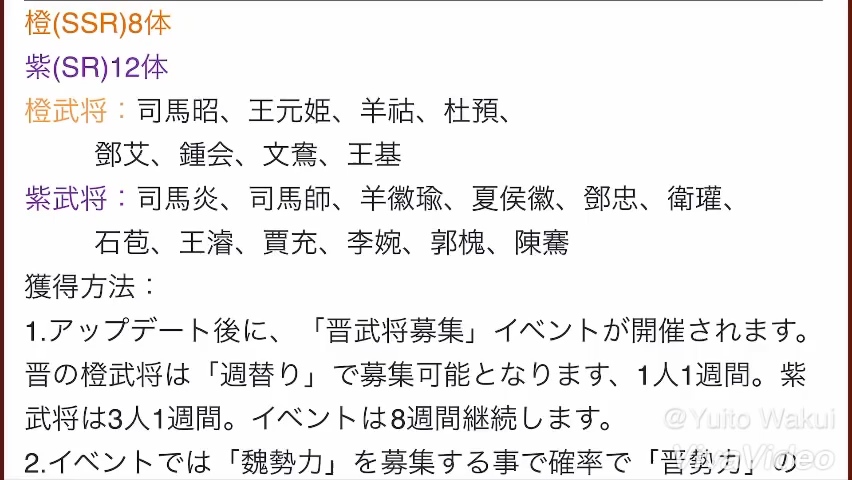 橙(SSR)8体
紫(SR)12体
橙武将：司馬昭、王元姫、羊祜、杜預、
鄧艾、鍾会、文鴦、王基
紫武将：司馬炎、司馬師、羊徽瑜、夏侯徽、鄧忠、衛瓘、
石苞、王濬、賈充、李婉、郭槐、陳騫
獲得方法：
1.アップデート後に、「晋武将募集」イベントが開催されます。
晋の橙武将は「週替り」で募集可能となります、1人1週間。紫
武将は3人1週間。イベントは8週間継続します。
@Yuito Wakui
2.イベントでは「魏勢力」を募集する事で確率で「晋勢力」の
VivaVideo